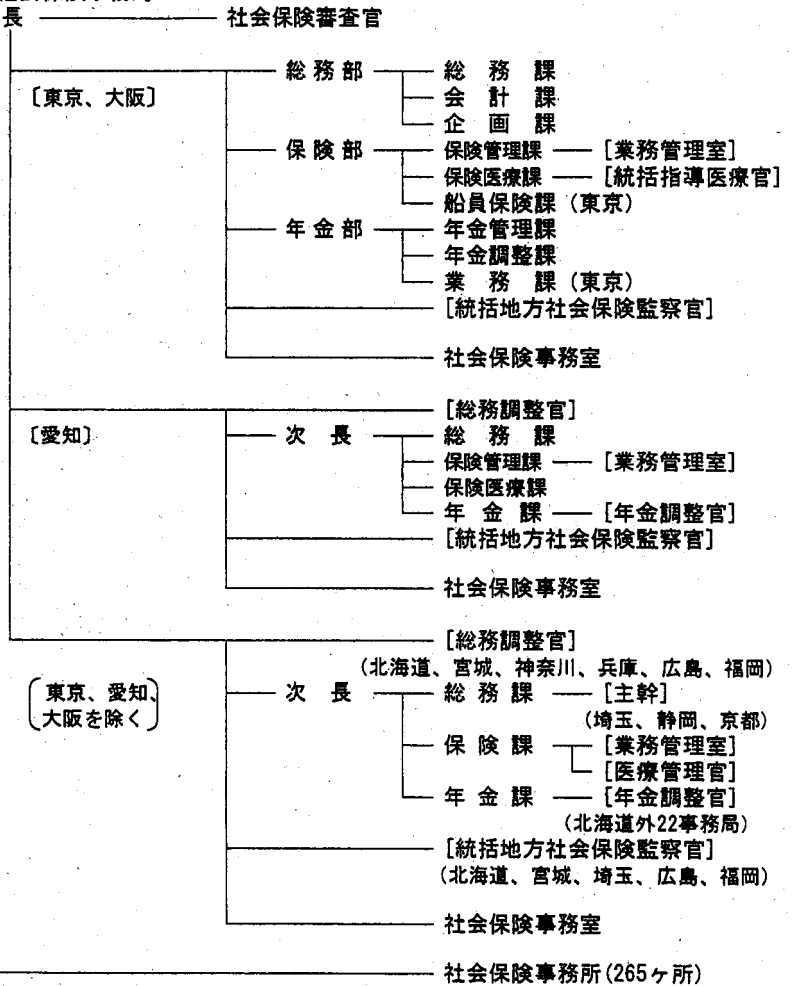 長 社会保険審査官
総務部 総務課
〔東京、大阪〕 会計課
企画課
保険部 保険管理課 [業務管理室]
保険医療課 [統括指導医療官]
船員保険課(東京)
年金部 年金管理課
年金調整課
業務課(東京)
[統括地方社会保険監察官]
社会保険事務室
[総務調整官]
〔愛知〕 次長 総務課
保険管理課 [業務管理室]
保険医療課
年金課 [年金調整官]
[統括地方社会保険監察官]
社会保険事務室
[総務調整官]
(北海道、宮城、神奈川、兵庫、広島、福岡)
東京、愛知、 次長 総務課 [主幹]
大阪を除く (埼玉、静岡、京都)
保険課 [業務管理室]
[医療管理官]
年金課 [年金調整官]
(北海道外22事務局)
[統括地方社会保険監察官]
(北海道、宮城、埼玉、広島、福岡)
社会保険事務室
社会保険事務所(265ヶ所)